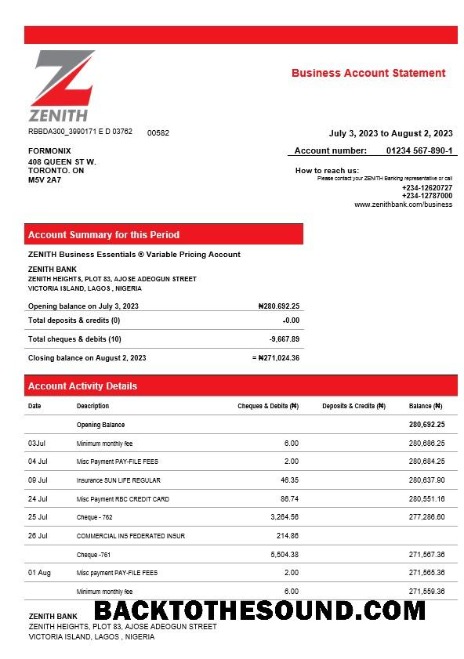 ZENITH
Business Account Statement
RBBDA300_3990171 E D 03762 00582
July 3, 2023 to August 2, 2023
FORMONIX
408 QUEEN ST W.
TORONTO. ON
M5V 2A7
Account number: 01234 567-890-1
How to reach us:
Please contact your ZENITH Banking representative or call
+234-12620727
+234-12787000
www.zenithbank.com/business
Account Summary for this Period
ZENITH Business Essentials ® Variable Pricing Account
ZENITH BANK
ZENITH HEIGHTS, PLOT 83, AJOSE ADEOGUN STREET
VICTORIA ISLAND, LAGOS , NIGERIA
Opening balance on July 3, 2023 ₦280.692.25
Total deposits & credits (0) -0.00
Total cheques & debits (10) -9,667.89
Closing balance on August 2, 2023 = ₦271,024.36
Account Activity Details
Date Description Cheques & Debits (₦) Deposits & Credits (₦) Balance (₦)
Opening Balance 280,692.25
03Jul Minimum monthly fee 6.00 280,686.25
04 Jul Misc Payment PAY-FILE FEES 2.00 280,684.25
09 Jul Insurance SUN LIFE REGULAR 46,35 280,637.90
24 Jul Misc Payment RBC CREDIT CARD 86,74 280,551.16
25 Jul Cheque - 762 3,264.56 277,286.60
26 Jul COMMERCIAL INS FEDERATED INSUR 214.86
Cheque -761 5,504.38 271,567.36
01 Aug Misc payment PAY-FILE FEES 2.00 271,565.36
Minimum monthly fee 6.00 271,559.36
ZENITH BANK
ZENITH HEIGHTS, PLOT 83, AJOSE ADEOGUN STREET
VICTORIA ISLAND, LAGOS , NIGERIA
BACKTOTHESOUND.COM